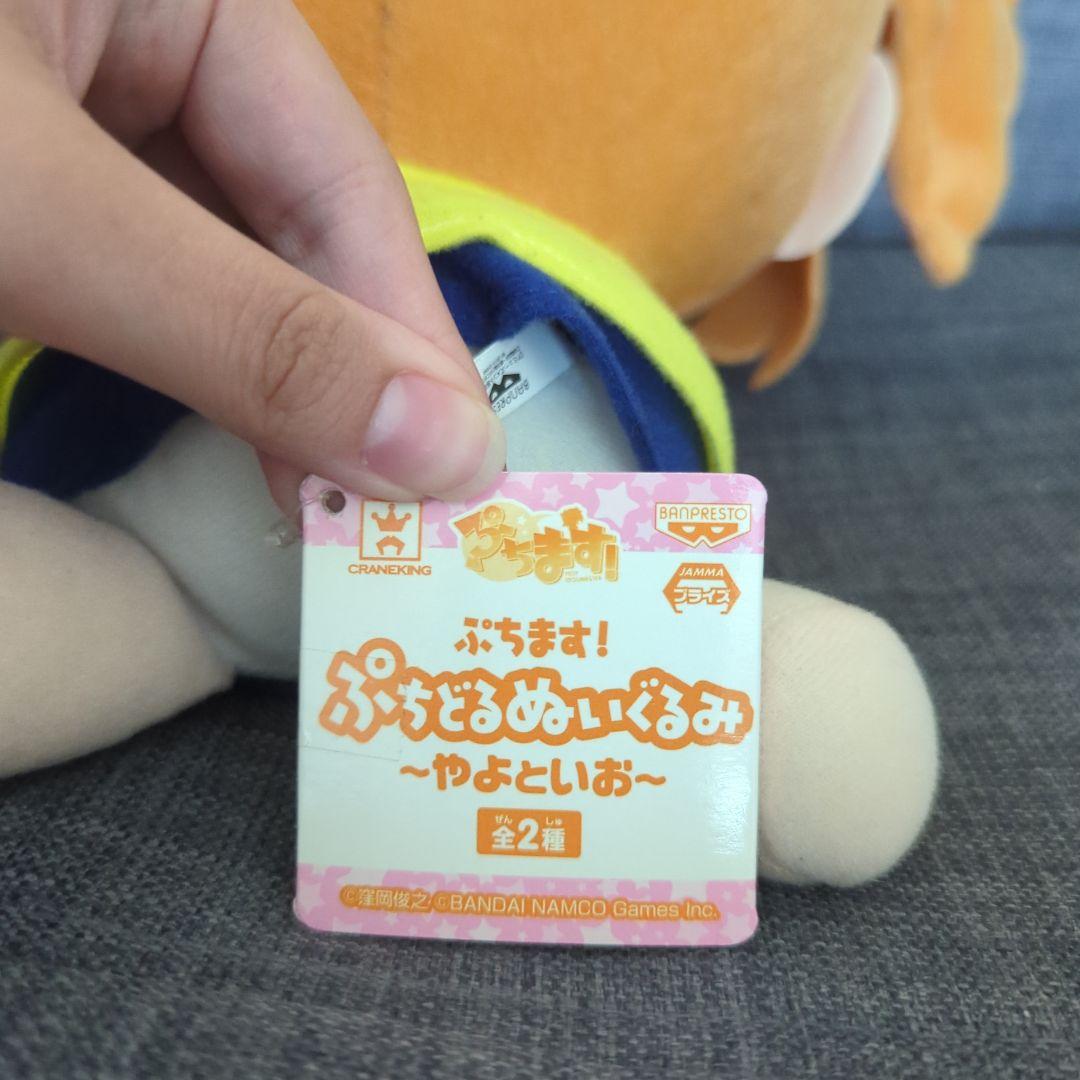 BANPRES
CRANEKING
ぷちます!
BANPRESTO
JAMMA
プライズ
ぷちます!
ぷちどるぬいぐるみ
～やよといお～
ぜん しゅ
全2種
©窪岡俊之 ©BANDAI NAMCO Games Inc.